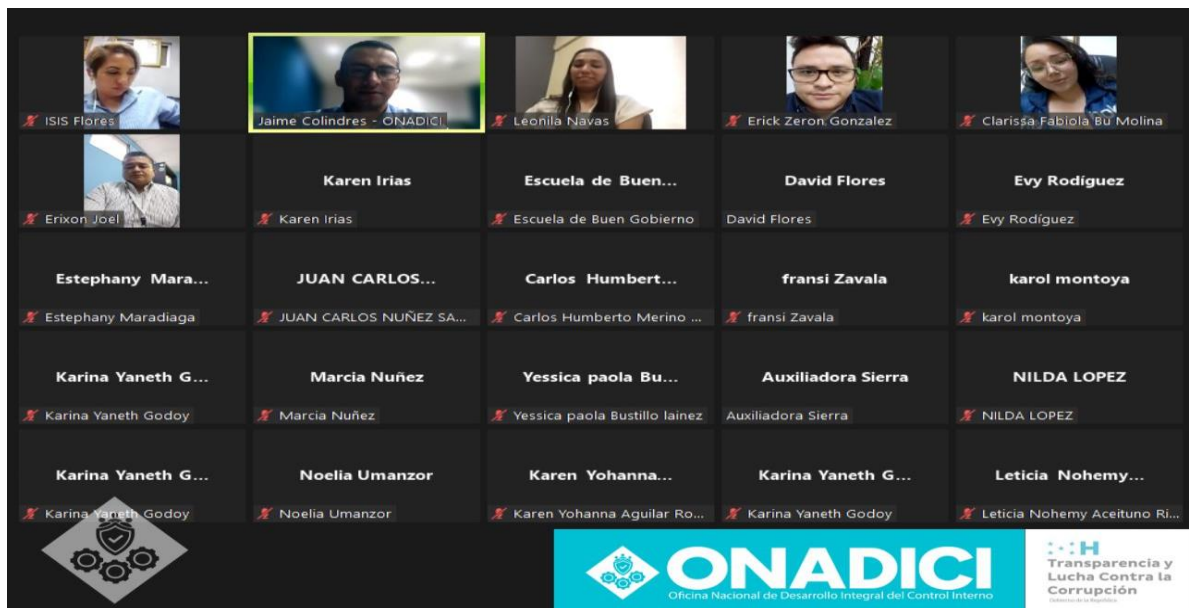 ISIS Flores
Jaime Colindres - ONADICI
Leonila Navas
Erick Zeron Gonzalez
Clarissa Fabiola Bu Molina
Karen Irias
Escuela de Buen...
David Flores
Evy Rodíguez
Erixon Joel
Karen Irias
Escuela de Buen Gobierno
David Flores
Evy Rodíguez
Estephany Mara...
JUAN CARLOS...
Carlos Humbert...
fransi Zavala
karol montoya
Estephany Maradiaga
JUAN CARLOS NUÑEZ SA...
Carlos Humberto Merino ...
fransi Zavala
karol montoya
Karina Yaneth G...
Marcia Nuñez
Yessica paola Bu...
Auxiliadora Sierra
NILDA LOPEZ
Karina Yaneth Godoy
Marcia Nuñez
Yessica paola Bustillo lainez
Auxiliadora Sierra
NILDA LOPEZ
Karina Yaneth G...
Noelia Umanzor
Karen Yohanna...
Karina Yaneth G...
Leticia Nohemy...
Karina Yaneth Godoy
Noelia Umanzor
Karen Yohanna Aguilar Ro...
Karina Yaneth Godoy
Leticia Nohemy Aceituno Ri...
ONADICI
Oficina Nacional de Desarrollo Integral del Control Interno
H
Transparencia y
Lucha Contra la
Corrupción
Gobierno de la República